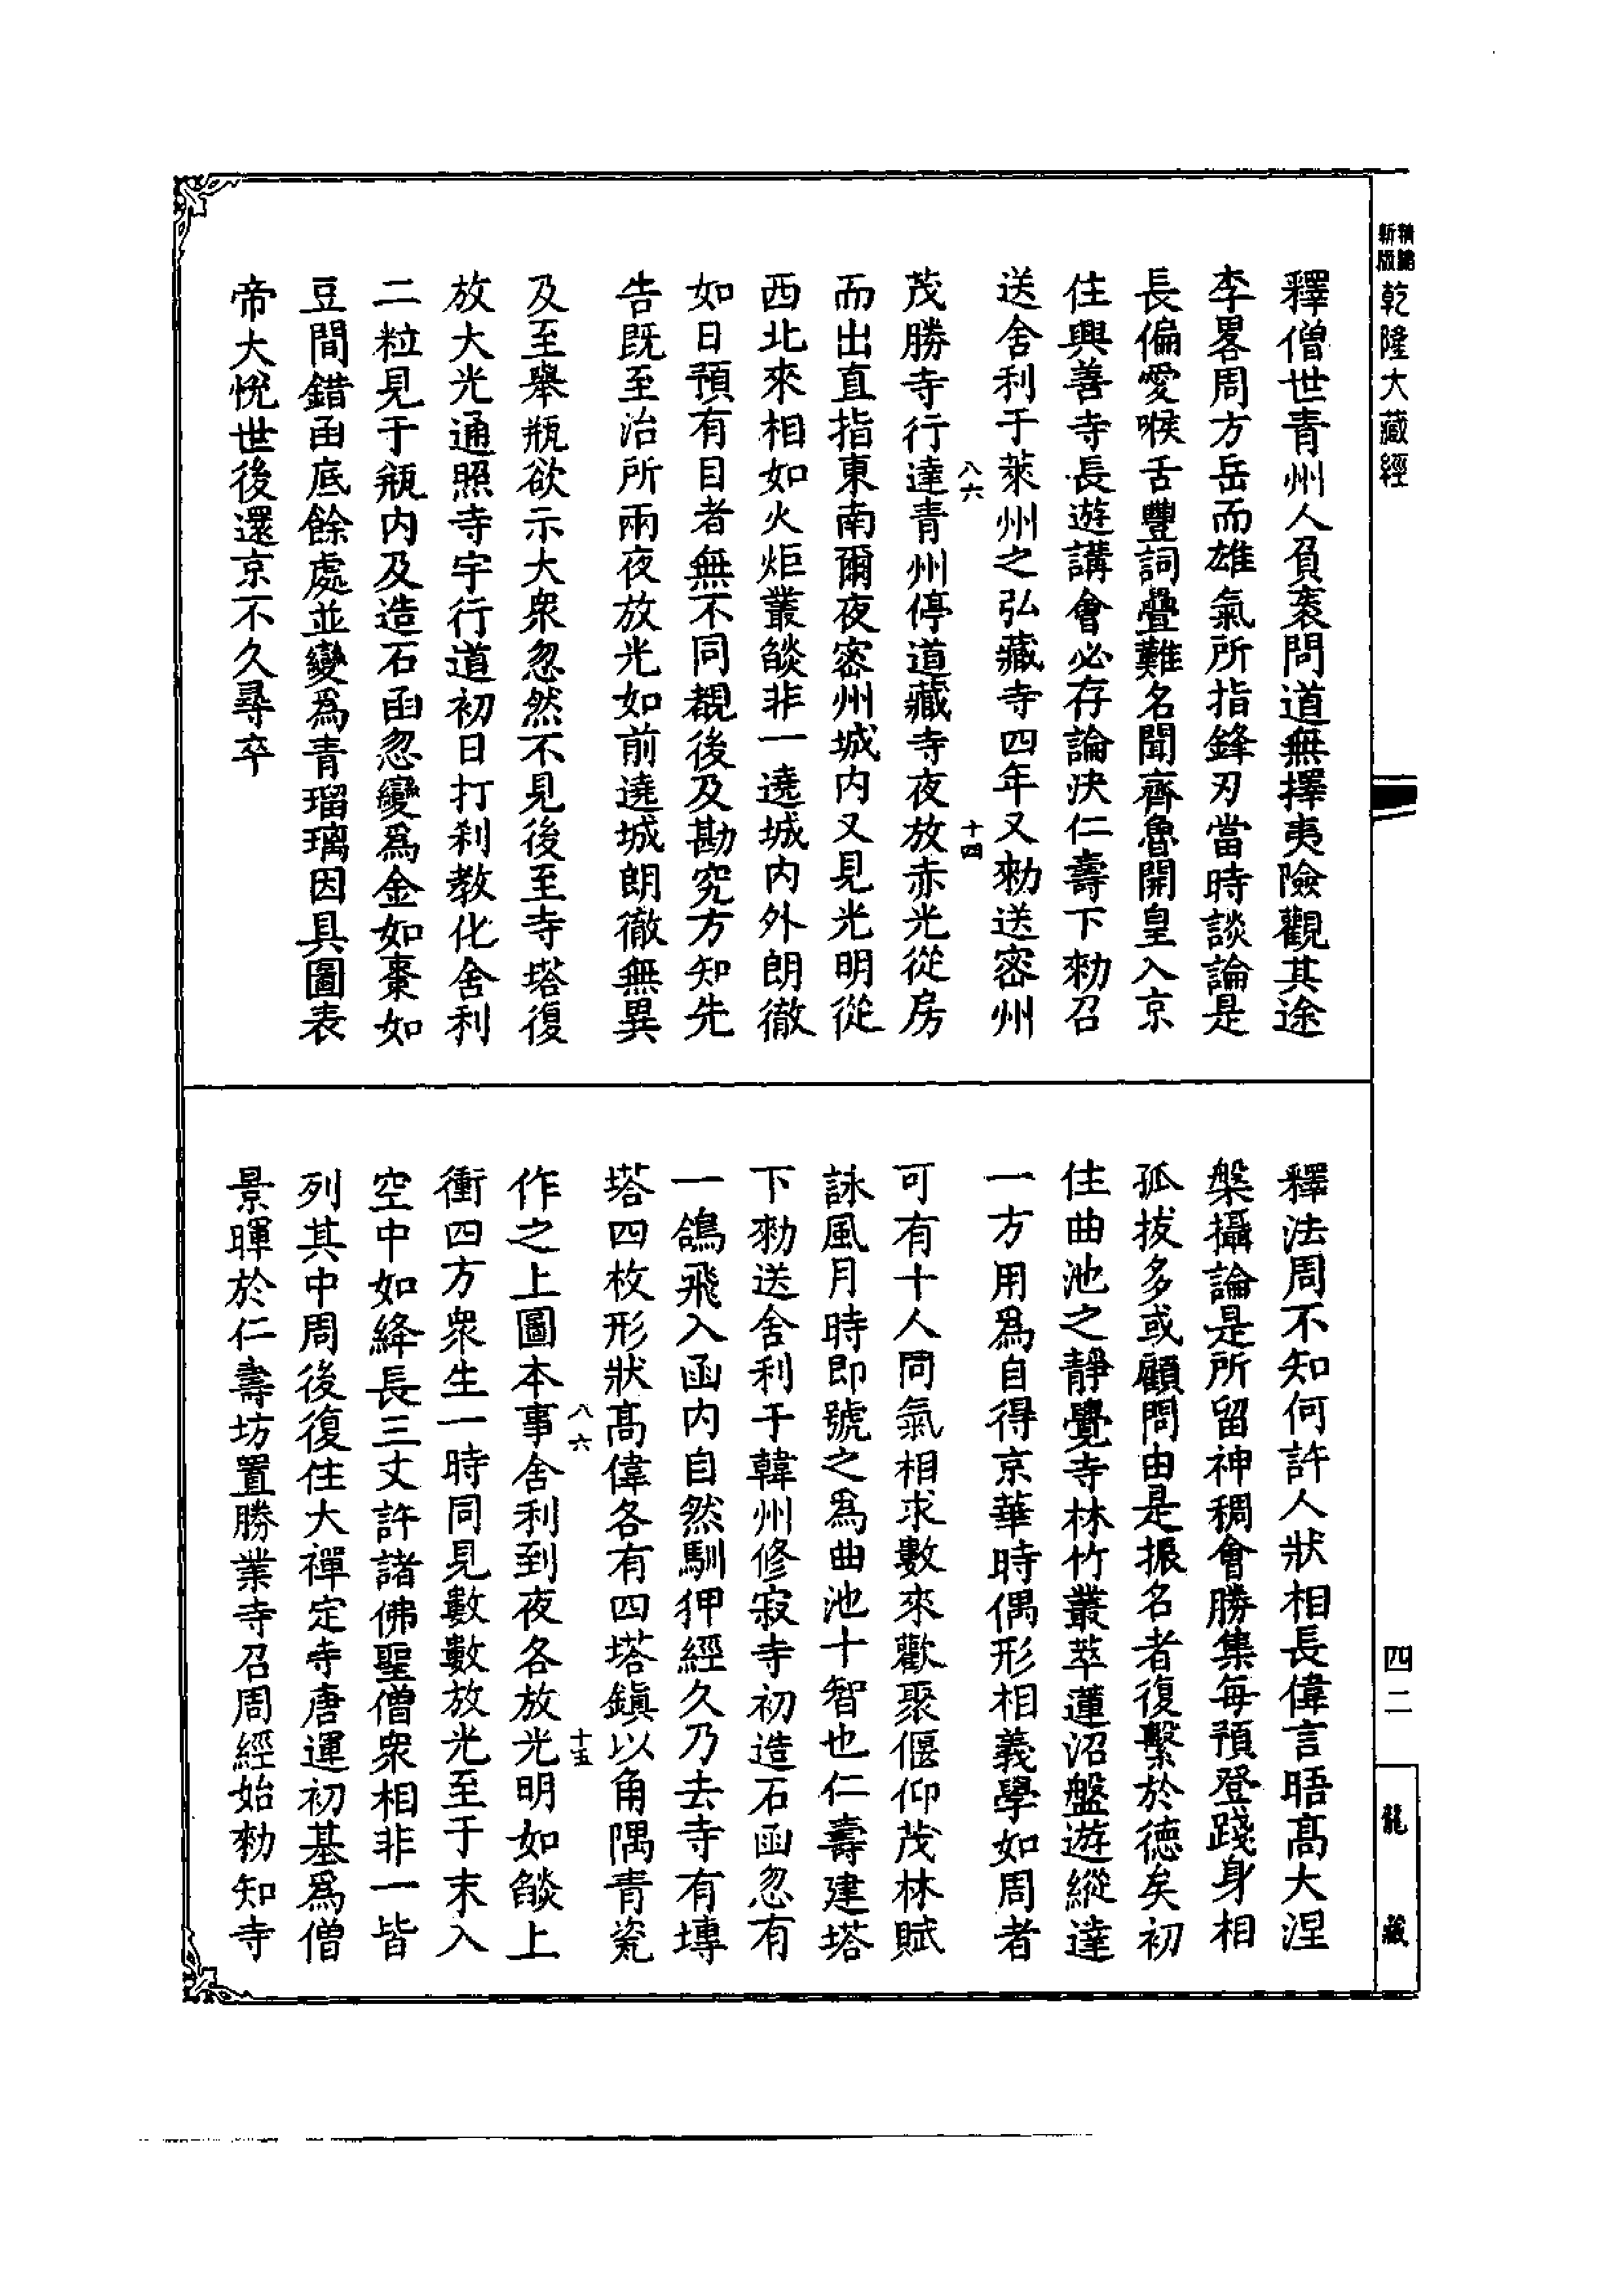 新版 精縮
乾隆大藏經
釋僧世青州人負袠問道無擇夷險觀其途
李畧周方岳而雄氣所指鋒刃當時談論是
長偏愛喉舌豐詞疊難名聞齊魯開皇入京
住興善寺長遊講會必存論決仁壽下勑召
送舍利于萊州之弘藏寺四年又勑送密州
茂勝寺行達青州停道藏寺夜放赤光從房
八六 十四
而出直指東南爾夜密州城内又見光明從
西北來相如火炬叢燄非一遶城内外朗徹
如日預有目者無不同覩後及勘究方知先
告既至治所兩夜放光如前遶城朗徹無異
及至舉瓶欲示大衆忽然不見後至寺塔復
放大光通照寺宇行道初日打刹教化舍利
二粒見于瓶内及造石函忽變爲金如棗如
豆間錯函底餘處並變爲青瑠璃因具圖表
帝大悅世後還京不久尋卒
釋法周不知何許人狀相長偉言晤高大涅
槃攝論是所留神稠會勝集每預登踐身相
孤拔多或顧問由是振名者復繫於德矣初
住曲池之靜覺寺林竹叢萃蓮沼盤遊縱達
一方用爲自得京華時偶形相義學如周者
可有十人同氣相求數來歡聚偃仰茂林賦
詠風月時即號之爲曲池十智也仁壽建塔
下勑送舍利于韓州修寂寺初造石函忽有
一鴿飛入函内自然馴狎經久乃去寺有塼
塔四枚形狀高偉各有四塔鎭以角隅青瓷
作之上圖本事舍利到夜各放光明如燄上
八六 十五
衝四方衆生一時同見數數放光至于末入
空中如絳長三丈許諸佛聖僧衆相非一皆
列其中周後復住大禪定寺唐運初基爲僧
景暉於仁壽坊置勝業寺召周經始勑知寺
四二
龍藏